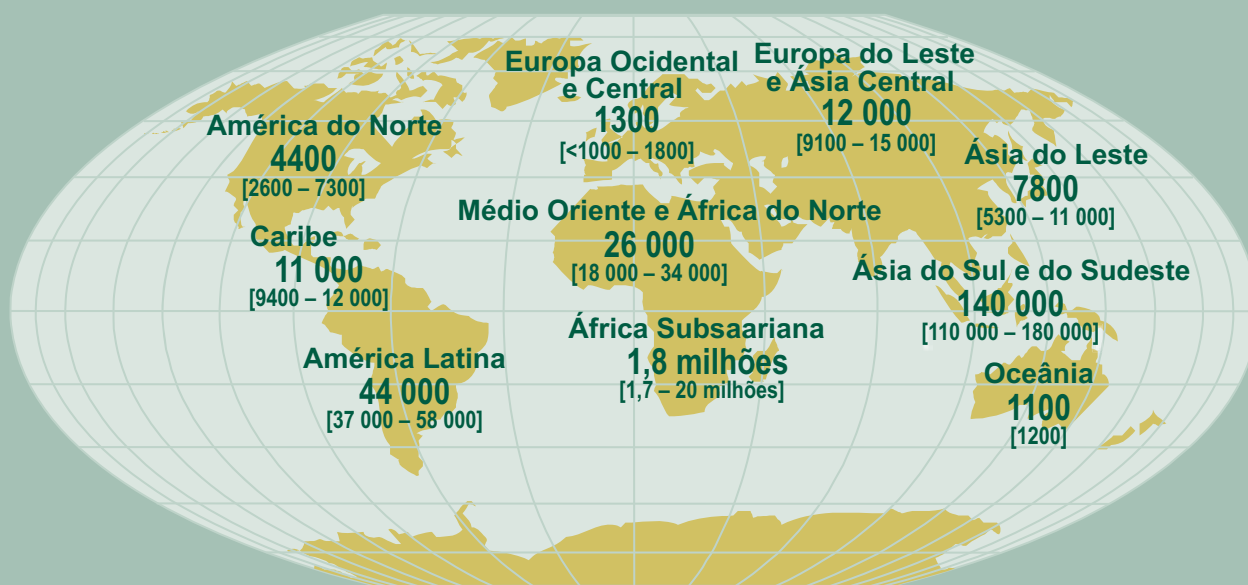 Europa Ocidental
e Central
1300
[<1000 – 1800]
Europa do Leste
e Ásia Central
12 000
[9100 – 15 000]
América do Norte
4400
[2600 – 7300]
Ásia do Leste
7800
[5300 – 11 000]
Médio Oriente e África do Norte
26 000
[18 000 – 34 000]
Caribe
11 000
[9400 – 12 000]
Ásia do Sul e do Sudeste
140 000
[110 000 – 180 000]
África Subsaariana
1,8 milhões
[1,7 – 20 milhões]
América Latina
44 000
[37 000 – 58 000]
Oceânia
1100
[1200]